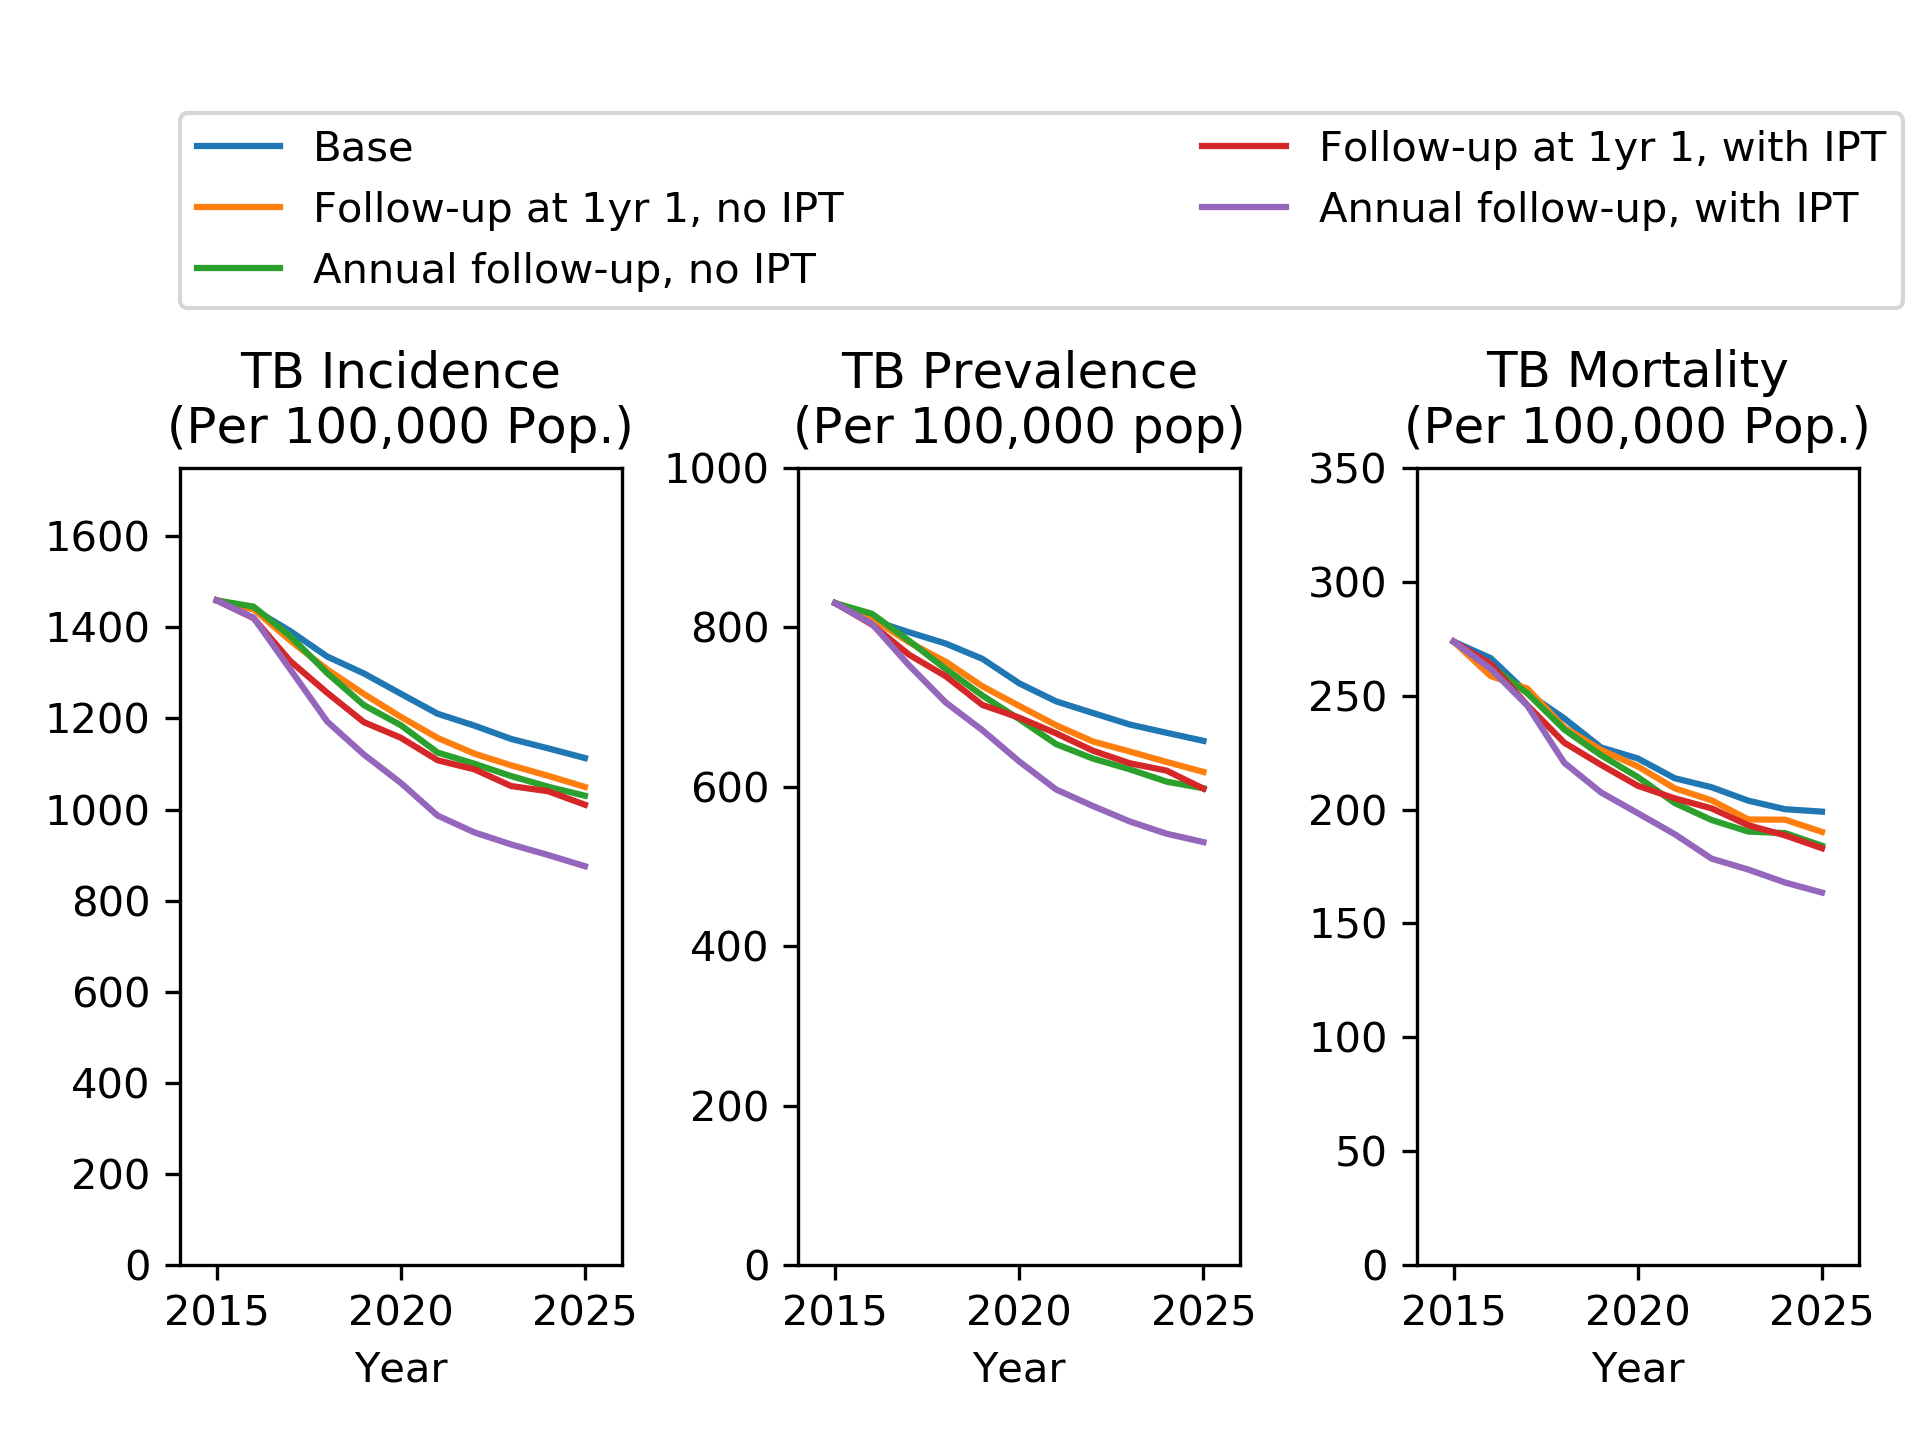 Base
Follow-up at 1yr 1, no IPT
Annual follow-up, no IPT
Follow-up at 1yr 1, with IPT
Annual follow-up, with IPT
TB Incidence
(Per 100,000 Pop.)
1600
1400
1200
1000
800
600
400
200
0
2015 2020 2025
Year
TB Prevalence
(Per 100,000 pop)
1000
800
600
400
200
0
2015 2020 2025
Year
TB Mortality
(Per 100,000 Pop.)
350
300
250
200
150
100
50
0
2015 2020 2025
Year